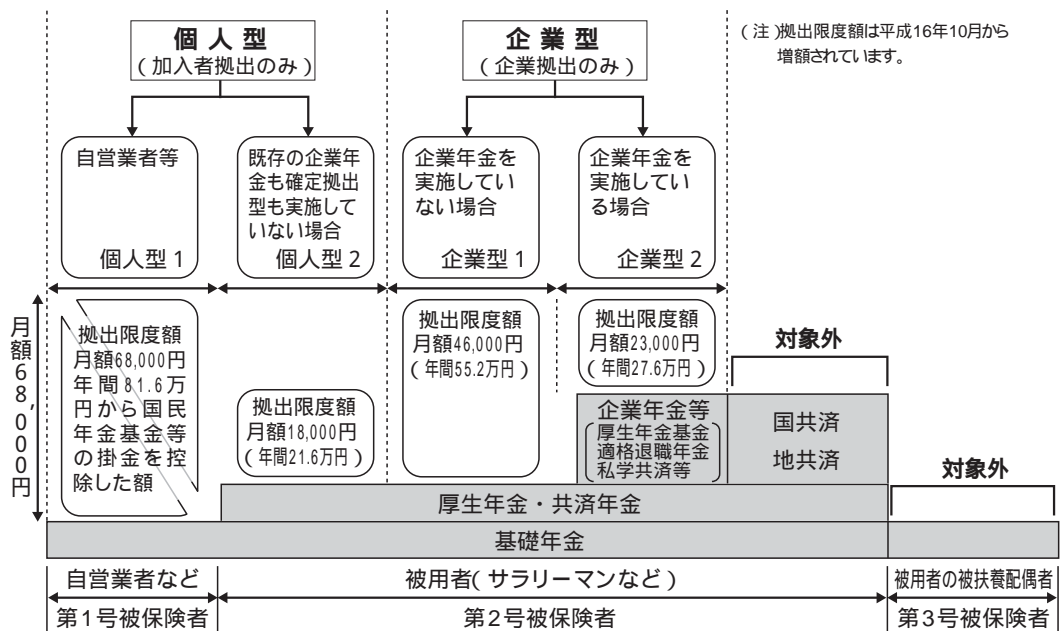 個人型
(加入者拠出のみ)
企業型
(企業拠出のみ)
(注)拠出限度額は平成16年10月から
増額されています。
自営業者等
個人型1
既存の企業年
金も確定拠出
型も実施して
いない場合
個人型2
企業年金を
実施してい
ない場合
企業型1
企業年金を
実施してい
る場合
企業型2
月額68,000円
拠出限度額
月額68,000円
年間81.6万
円から国民
年金基金等
の掛金を控
除した額
拠出限度額
月額18,000円
(年間21.6万円)
拠出限度額
月額46,000円
(年間55.2万円)
拠出限度額
月額23,000円
(年間27.6万円)
対象外
企業年金等
厚生年金基金
適格退職年金
私学共済等
国共済
地共済
対象外
厚生年金・共済年金
基礎年金
自営業者など
被用者(サラリーマンなど)
被用者の被扶養配偶者
第1号被保険者
第2号被保険者
第3号被保険者